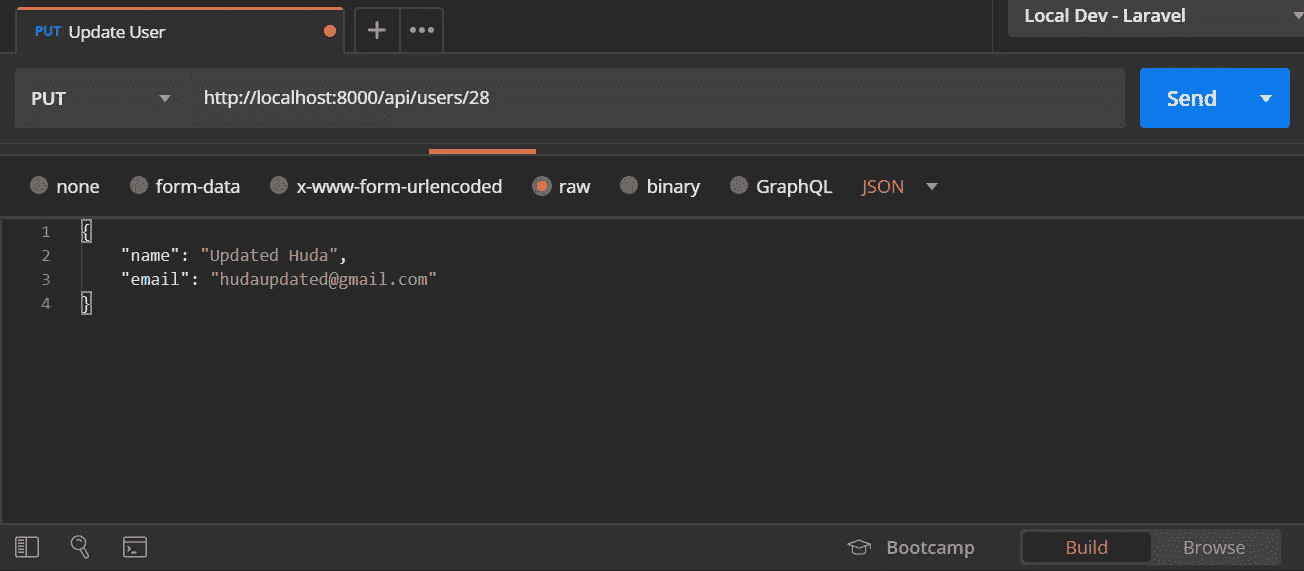 PUT Update User
Local Dev - Laravel
PUT http://localhost:8000/api/users/28 Send
none form-data x-www-form-urlencoded raw binary GraphQL JSON
1 {
2 "name": "Updated Huda",
3 "email": "hudaupdated@gmail.com"
4 }
Bootcamp Build Browse